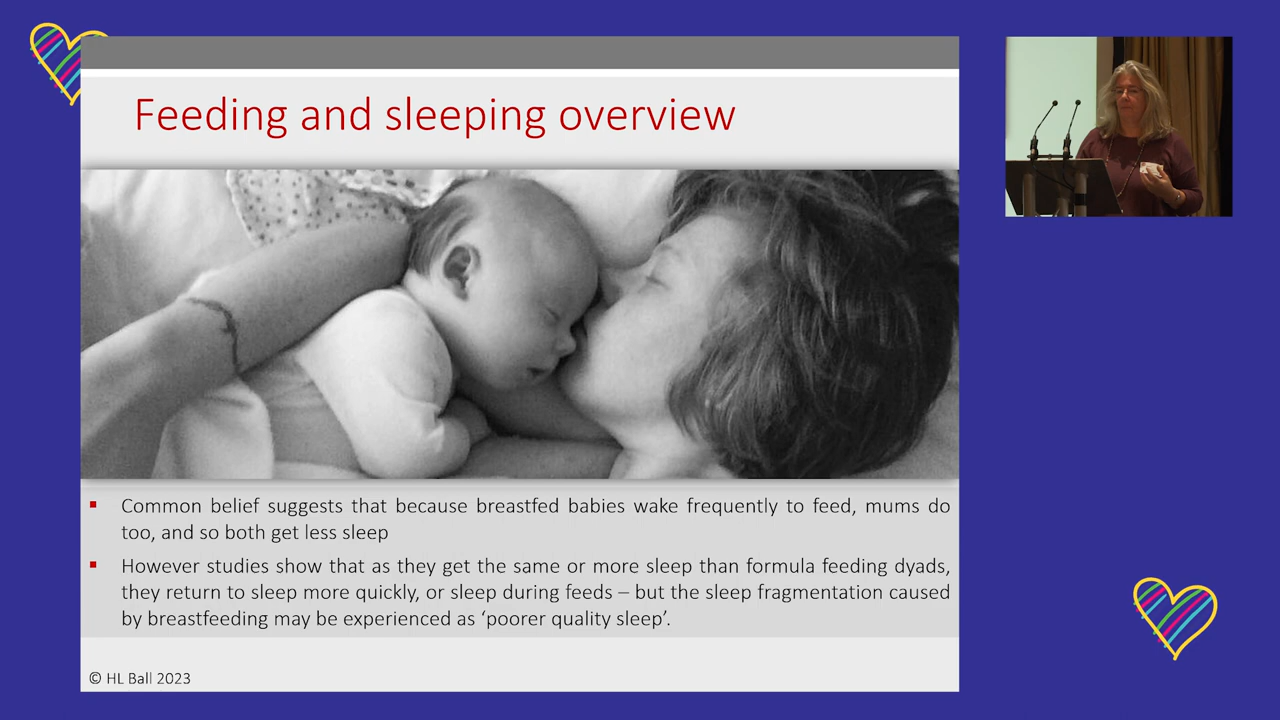 Feeding and sleeping overview
Common belief suggests that because breastfed babies wake frequently to feed, mums do
too, and so both get less sleep
However studies show that as they get the same or more sleep than formula feeding dyads,
they return to sleep more quickly, or sleep during feeds – but the sleep fragmentation caused
by breastfeeding may be experienced as ‘poorer quality sleep’.
© HL Ball 2023